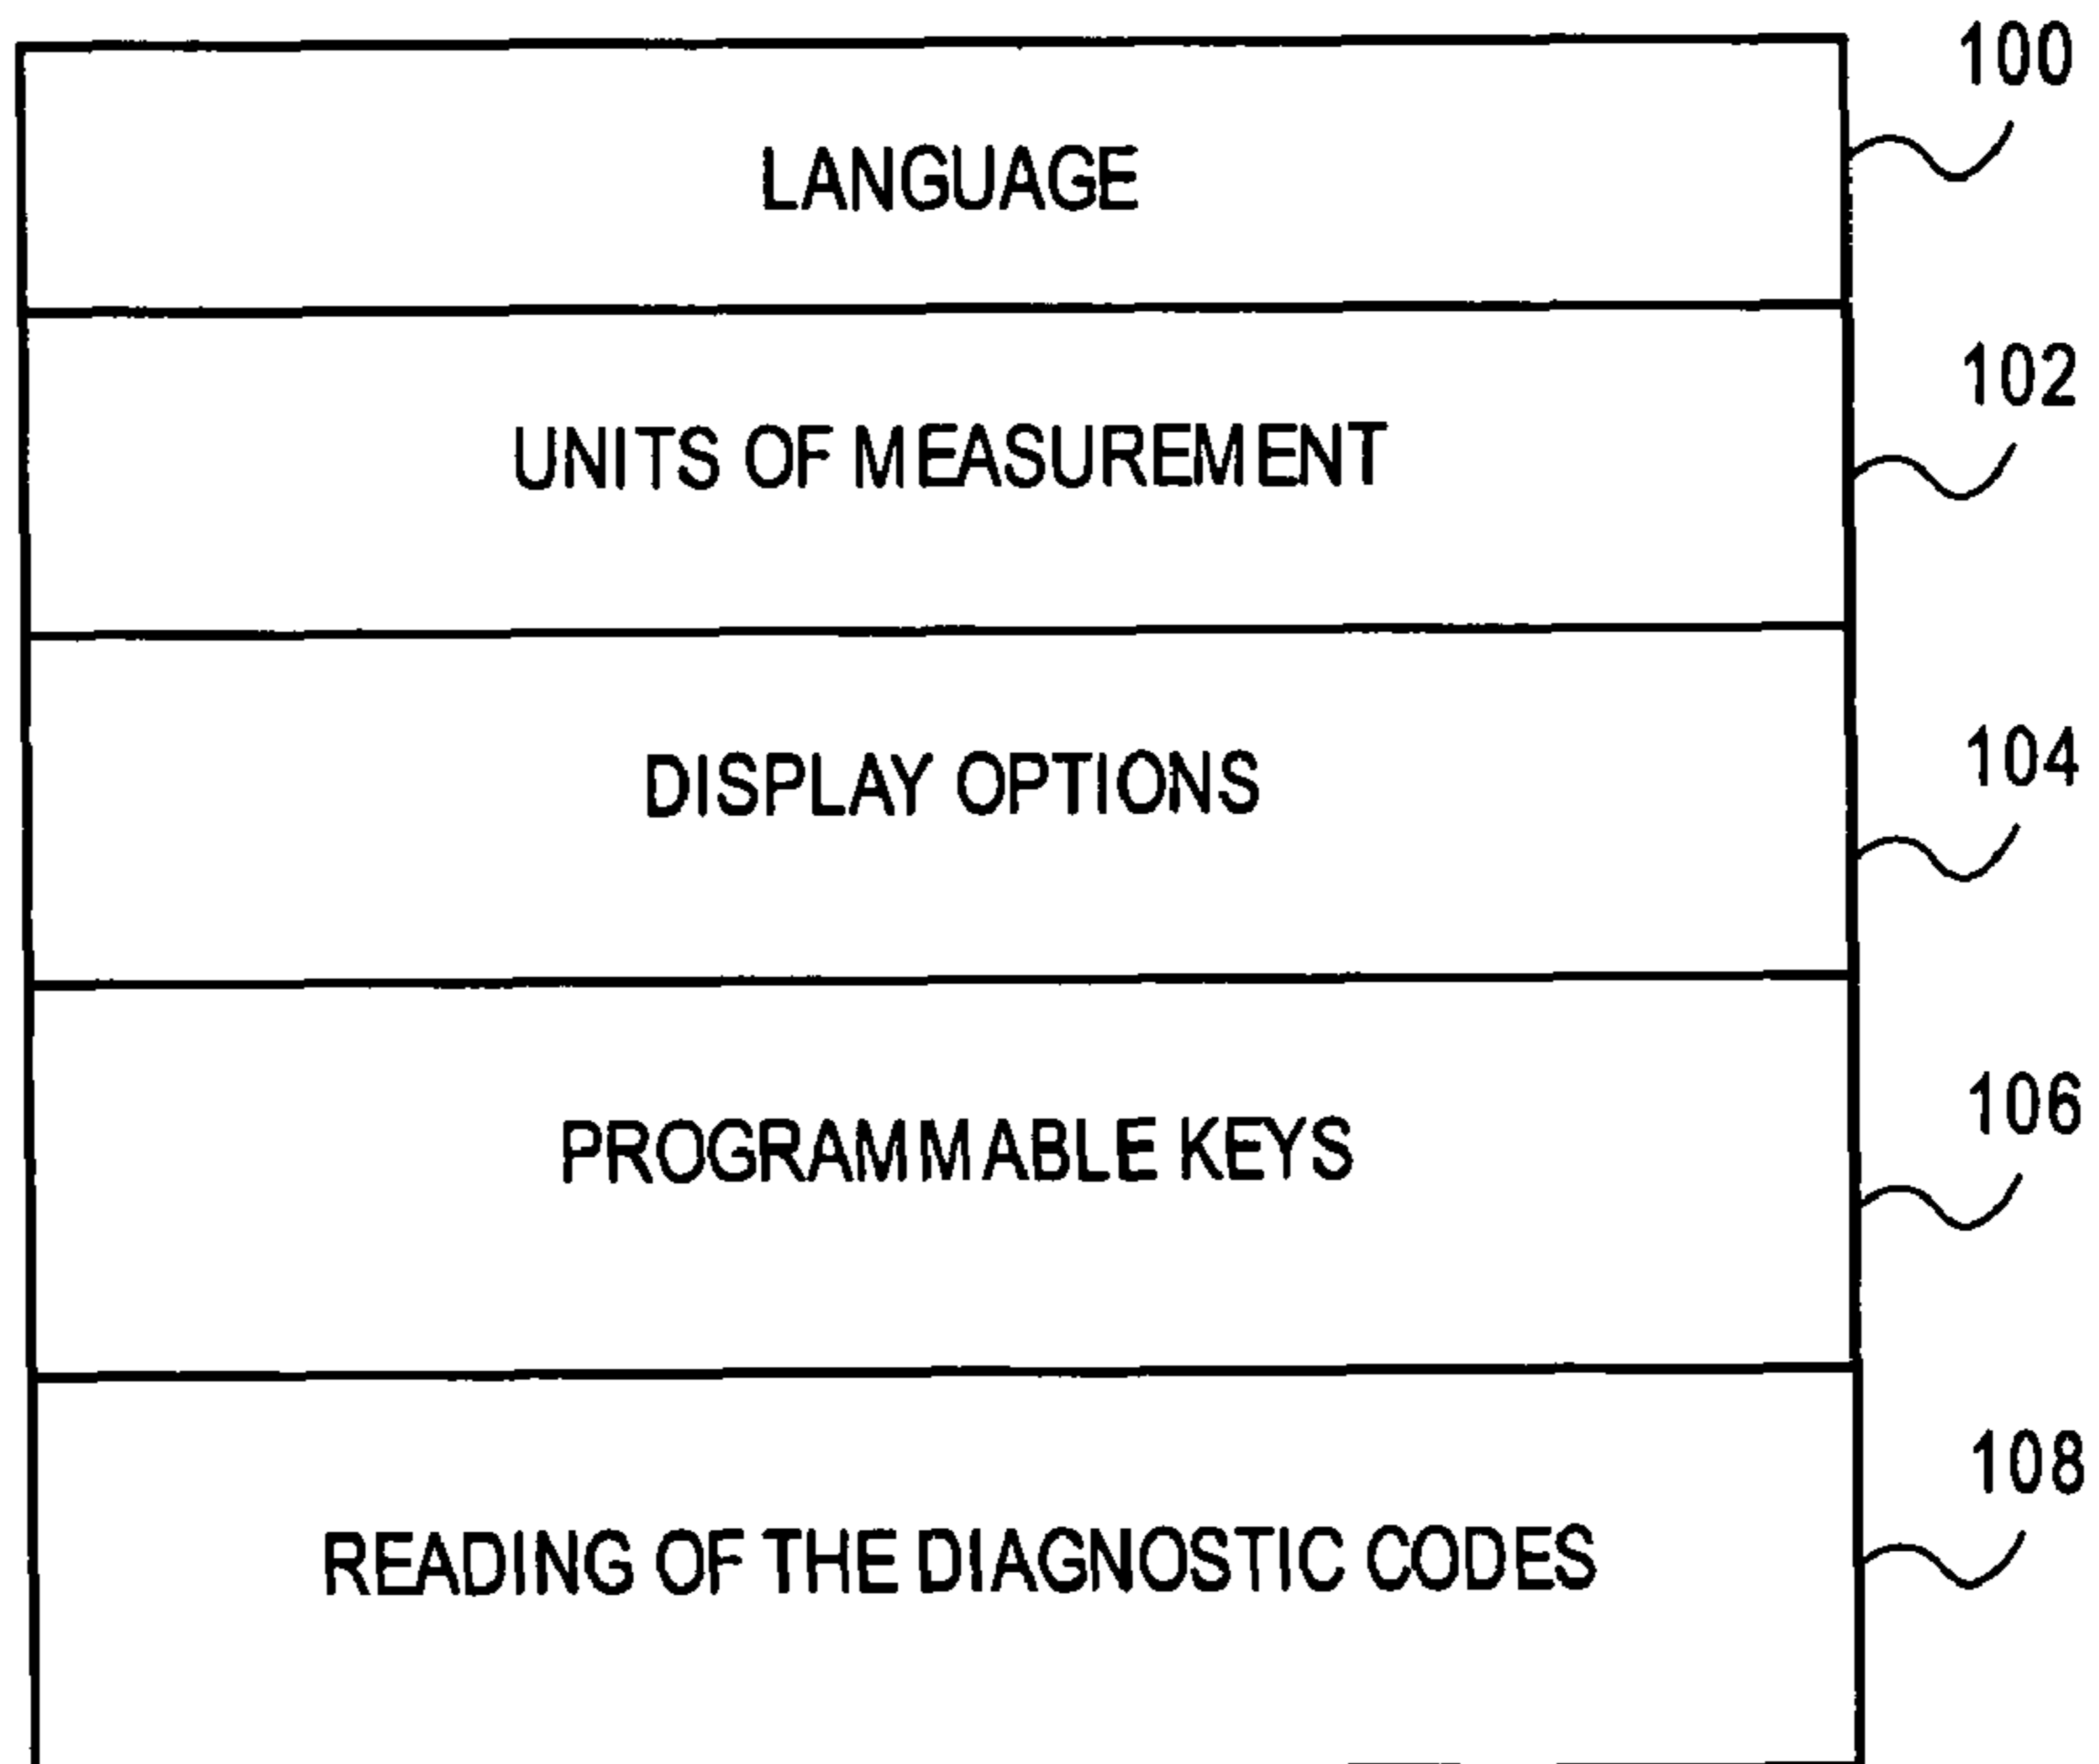 100
LANGUAGE
102
UNITS OF MEASUREMENT
104
DISPLAY OPTIONS
106
PROGRAMMABLE KEYS
108
READING OF THE DIAGNOSTIC CODES